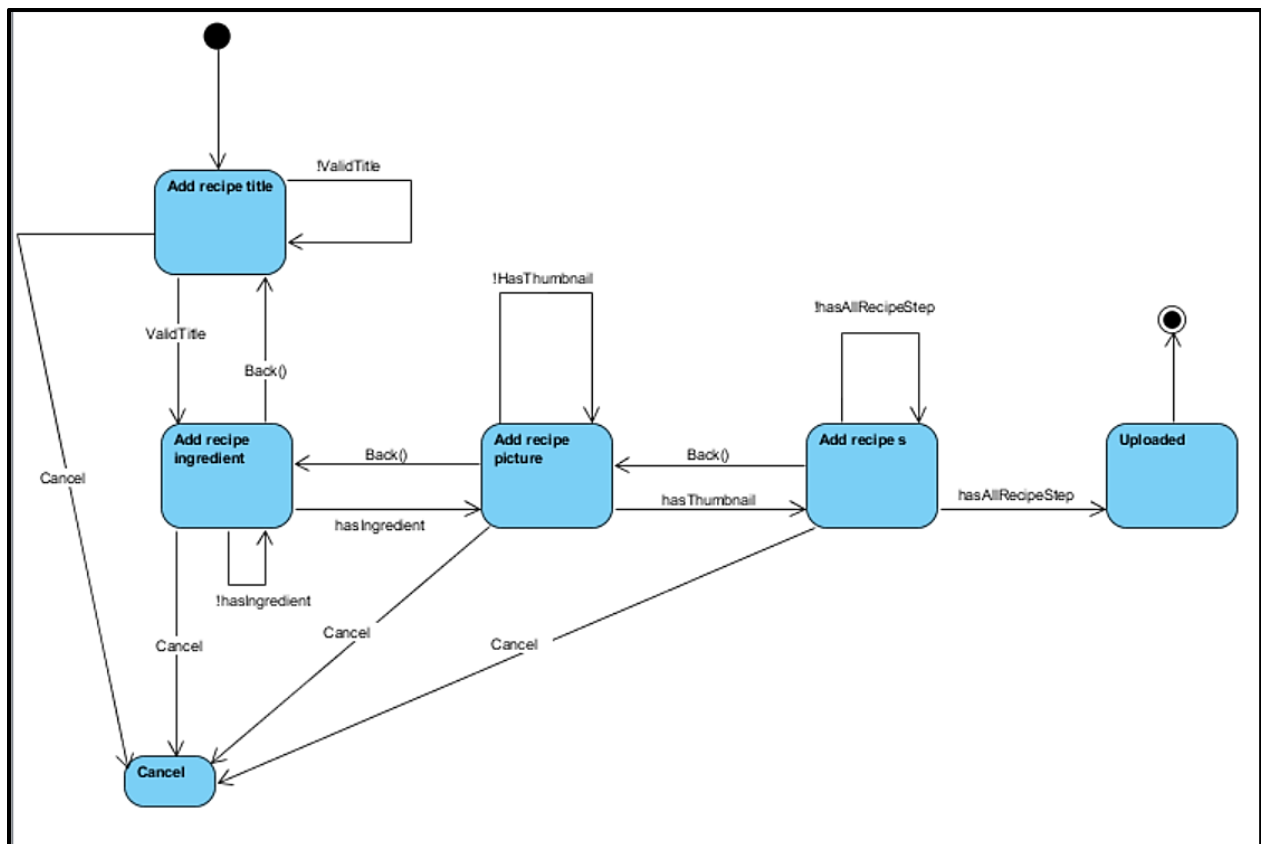 Add recipe title
!ValidTitle
ValidTitle
Back()
Cancel
!HasThumbnail
!hasAllRecipeStep
Add recipe
ingredient
Back()
hasIngredient
!hasIngredient
Add recipe
picture
Back()
hasThumbnail
Add recipe s
hasAllRecipeStep
Uploaded
Cancel
Cancel
Cancel
Cancel